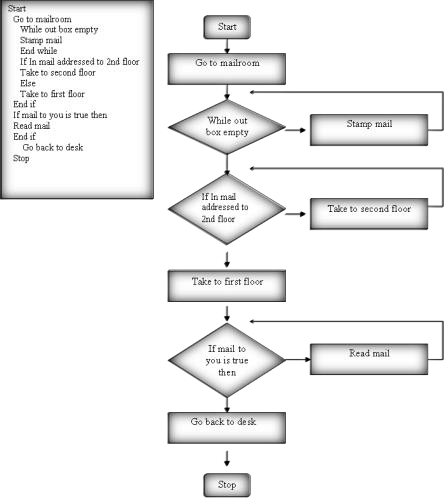 Start
Go to mailroom
While out box empty
Stamp mail
End while
If In mail addressed to 2nd floor
Take to second floor
Else
Take to first floor
End if
If mail to you is true then
Read mail
End if
Go back to desk
Stop
Start
Go to mailroom
While out
box empty
Stamp mail
If In mail
addressed to
2nd floor
Take to second floor
Take to first floor
If mail to
you is true
then
Read mail
Go back to desk
Stop